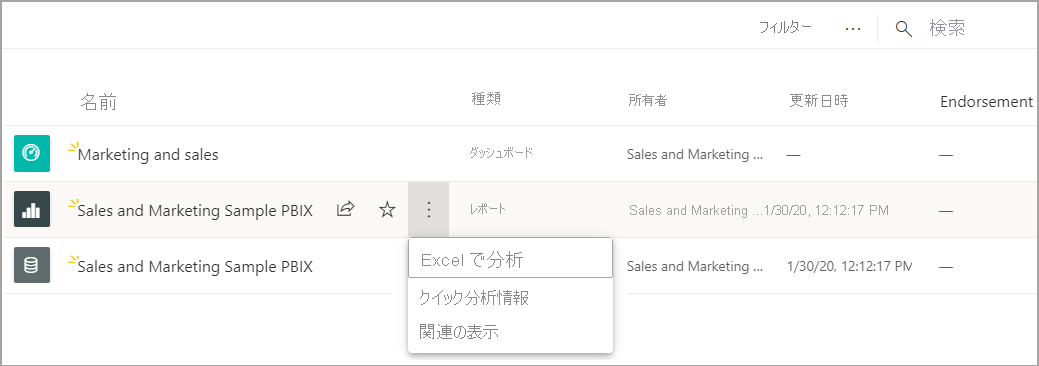 フィルター ... 検索
名前 種類 所有者 更新日時 Endorsement
Marketing and sales ダッシュボード Sales and Marketing ... — —
Sales and Marketing Sample PBIX レポート Sales and Marketing ...1/30/20, 12:12:17 PM —
Excel で分析
Sales and Marketing Sample PBIX Sales and Marketing ... 1/30/20, 12:12:17 PM —
クイック分析情報
関連の表示